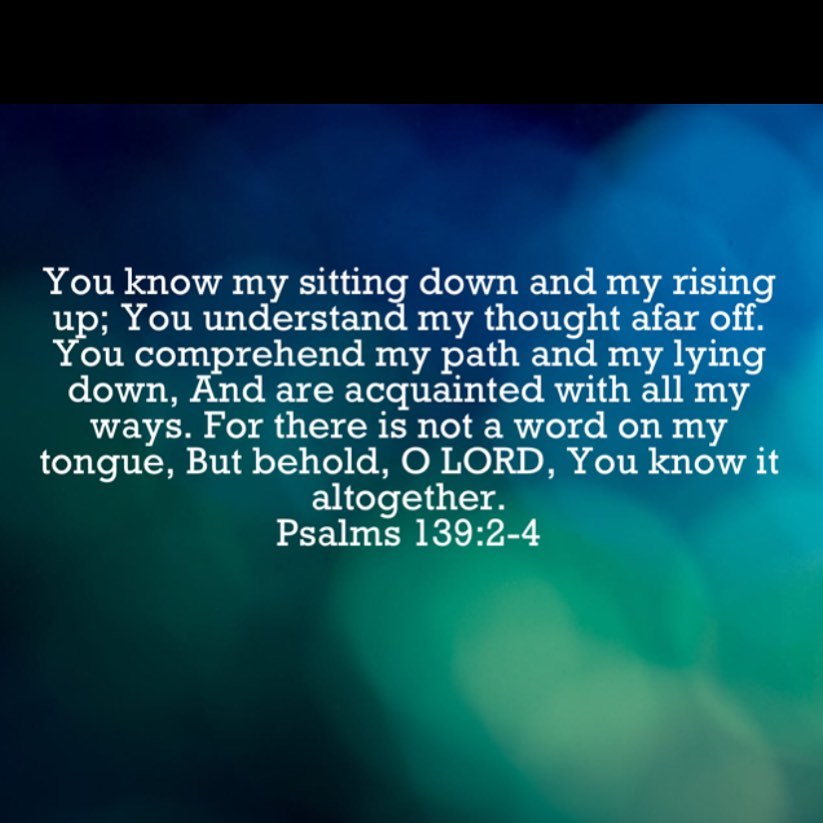 You know my sitting down and my rising
up; You understand my thought afar off.
You comprehend my path and my lying
down, And are acquainted with all my
ways. For there is not a word on my
tongue, But behold, O LORD, You know it
altogether.
Psalms 139:2-4